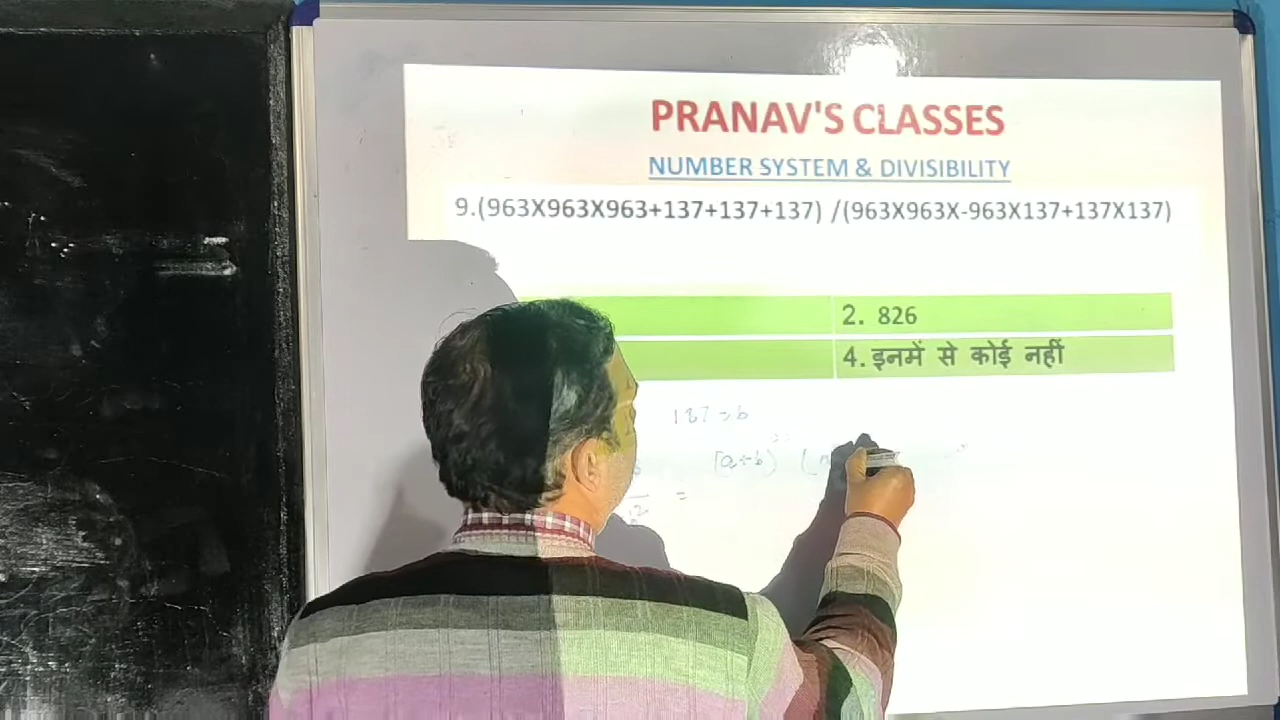 PRANAV'S CLASSES
NUMBER SYSTEM & DIVISIBILITY
9.(963X963X963+137+137+137) /(963X963X-963X137+137X137)
2. 826
4. इनमें से कोई नहीं
137 = b
(a+b) (
=